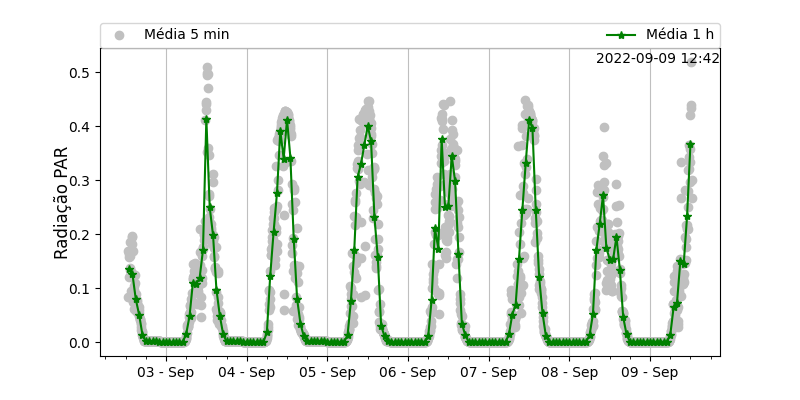 Média 5 min
Média 1 h
2022-09-09 12:42
Radiação PAR
0.5
0.4
0.3
0.2
0.1
0.0
03 - Sep
04 - Sep
05 - Sep
06 - Sep
07 - Sep
08 - Sep
09 - Sep